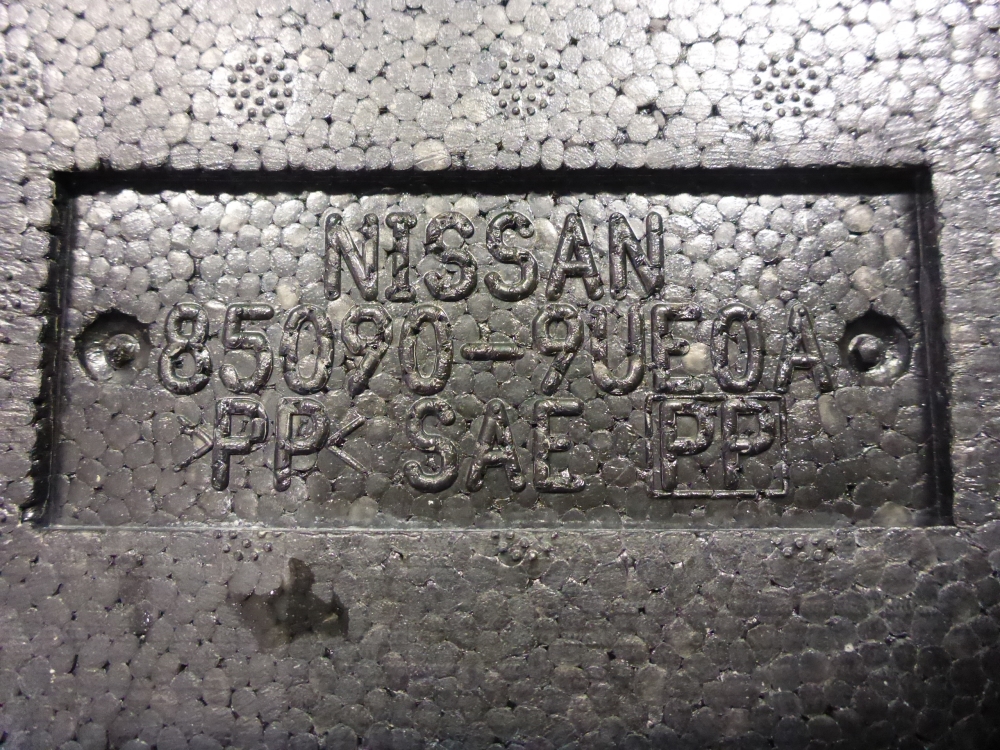 NISSAN
85090-9UE0A
>PP< SAE PP